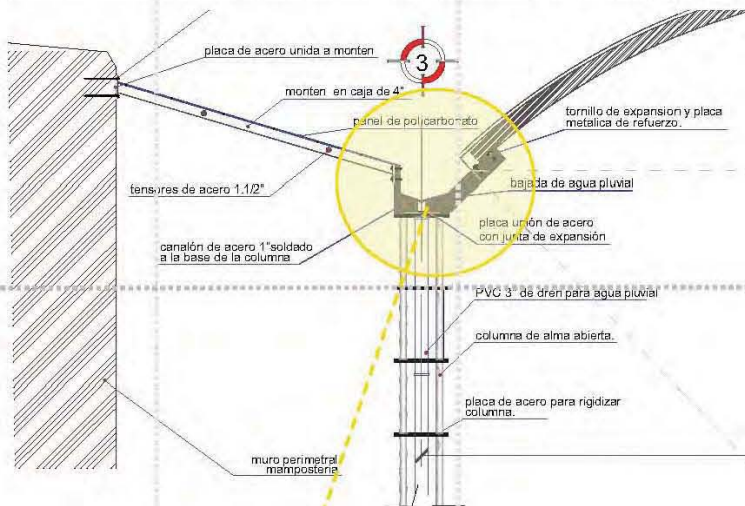 placa de acero unida a monten
3
monten en caja de 4"
panel de policarbonato
tornillo de expansion y placa
metalica de refuerzo.
tensores de acero 1.1/2"
bajada de agua pluvial
canalón de acero 1"soldado
a la base de la columna
placa unión de acero
con junta de expansión
PVC 3" de dren para agua pluvial
columna de alma abierta.
placa de acero para rigidizar
columna.
muro perimetral
mamposteria